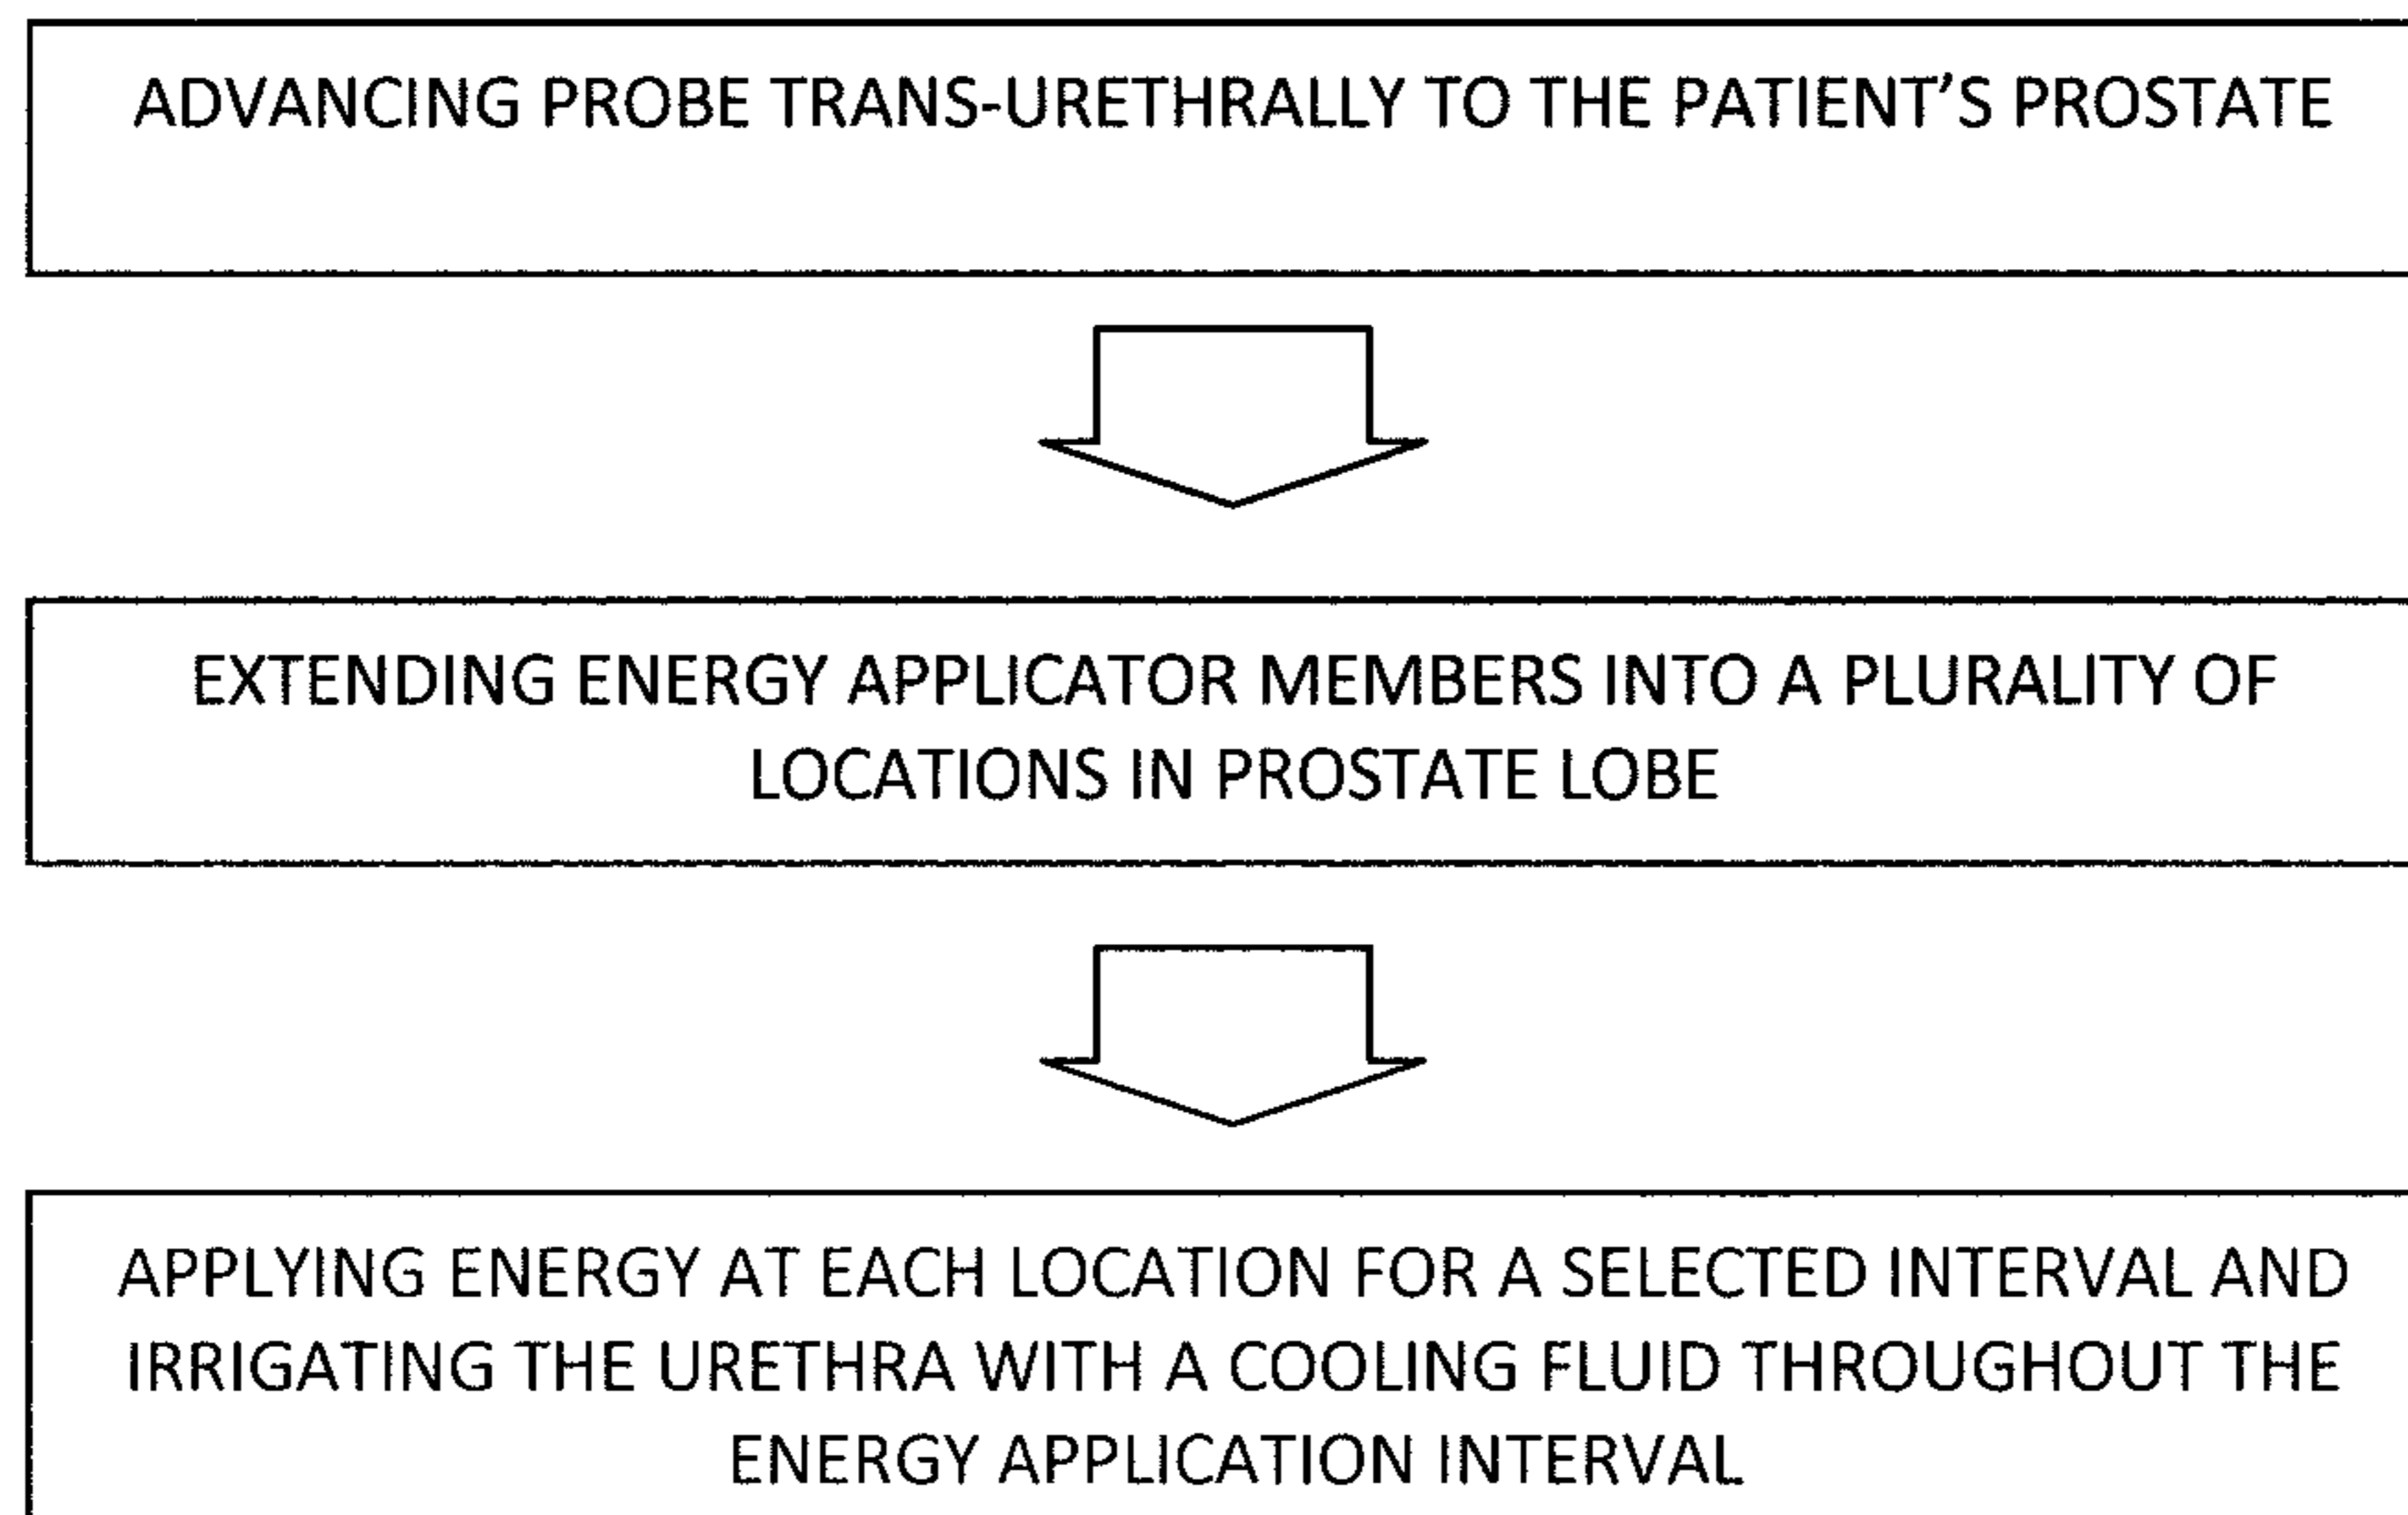 ADVANCING PROBE TRANS-URETHRALLY TO THE PATIENT'S PROSTATE
EXTENDING ENERGY APPLICATOR MEMBERS INTO A PLURALITY OF
LOCATIONS IN PROSTATE LOBE
APPLYING ENERGY AT EACH LOCATION FOR A SELECTED INTERVAL AND
IRRIGATING THE URETHRA WITH A COOLING FLUID THROUGHOUT THE
ENERGY APPLICATION INTERVAL